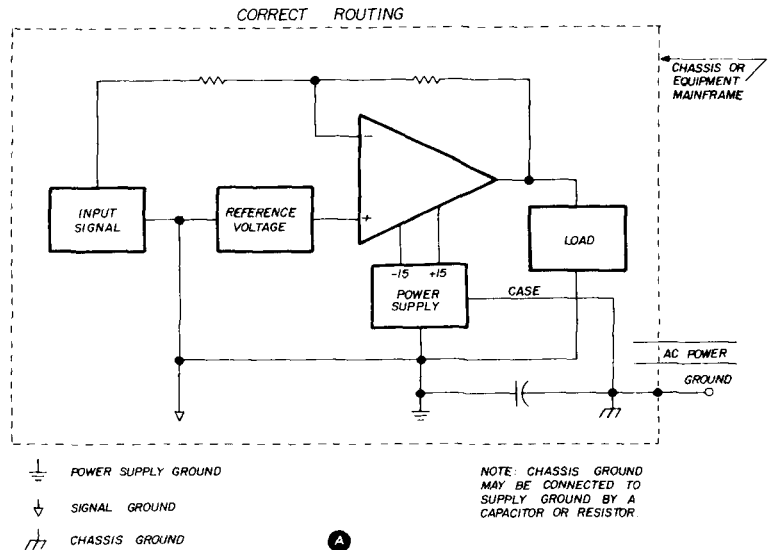 CORRECT ROUTING
CHASSIS OR
EQUIPMENT
MAINFRAME
INPUT
SIGNAL
REFERENCE
VOLTAGE
−
+
LOAD
-15 +15
POWER
SUPPLY
CASE
AC POWER
GROUND
POWER SUPPLY GROUND
SIGNAL GROUND
CHASSIS GROUND
NOTE: CHASSIS GROUND
MAY BE CONNECTED TO
SUPPLY GROUND BY A
CAPACITOR OR RESISTOR.
A